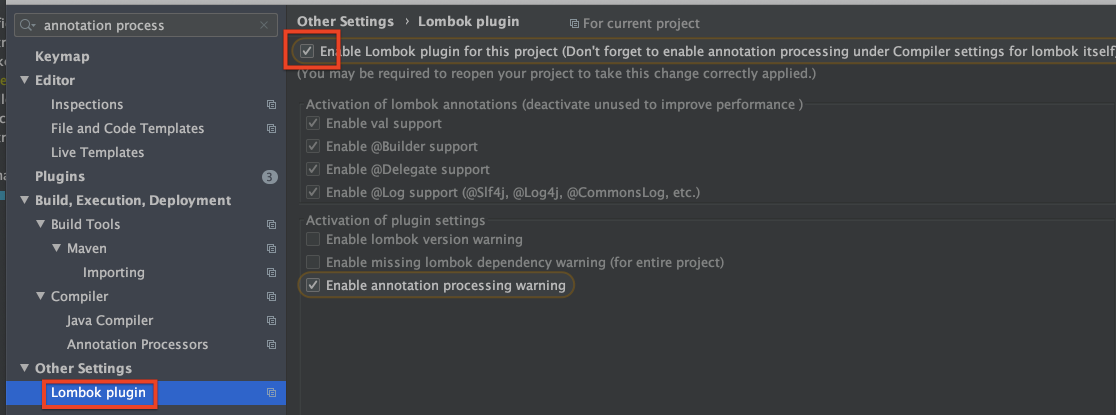 annotation process
Keymap
Editor
Inspections
File and Code Templates
Live Templates
Plugins
3
Build, Execution, Deployment
Build Tools
Maven
Importing
Compiler
Java Compiler
Annotation Processors
Other Settings
Lombok plugin
Other Settings › Lombok plugin For current project
Enable Lombok plugin for this project (Don't forget to enable annotation processing under Compiler settings for lombok itself
(You may be required to reopen your project to take this change correctly applied.)
Activation of lombok annotations (deactivate unused to improve performance )
Enable val support
Enable @Builder support
Enable @Delegate support
Enable @Log support (@Slf4j, @Log4j, @CommonsLog, etc.)
Activation of plugin settings
Enable lombok version warning
Enable missing lombok dependency warning (for entire project)
Enable annotation processing warning